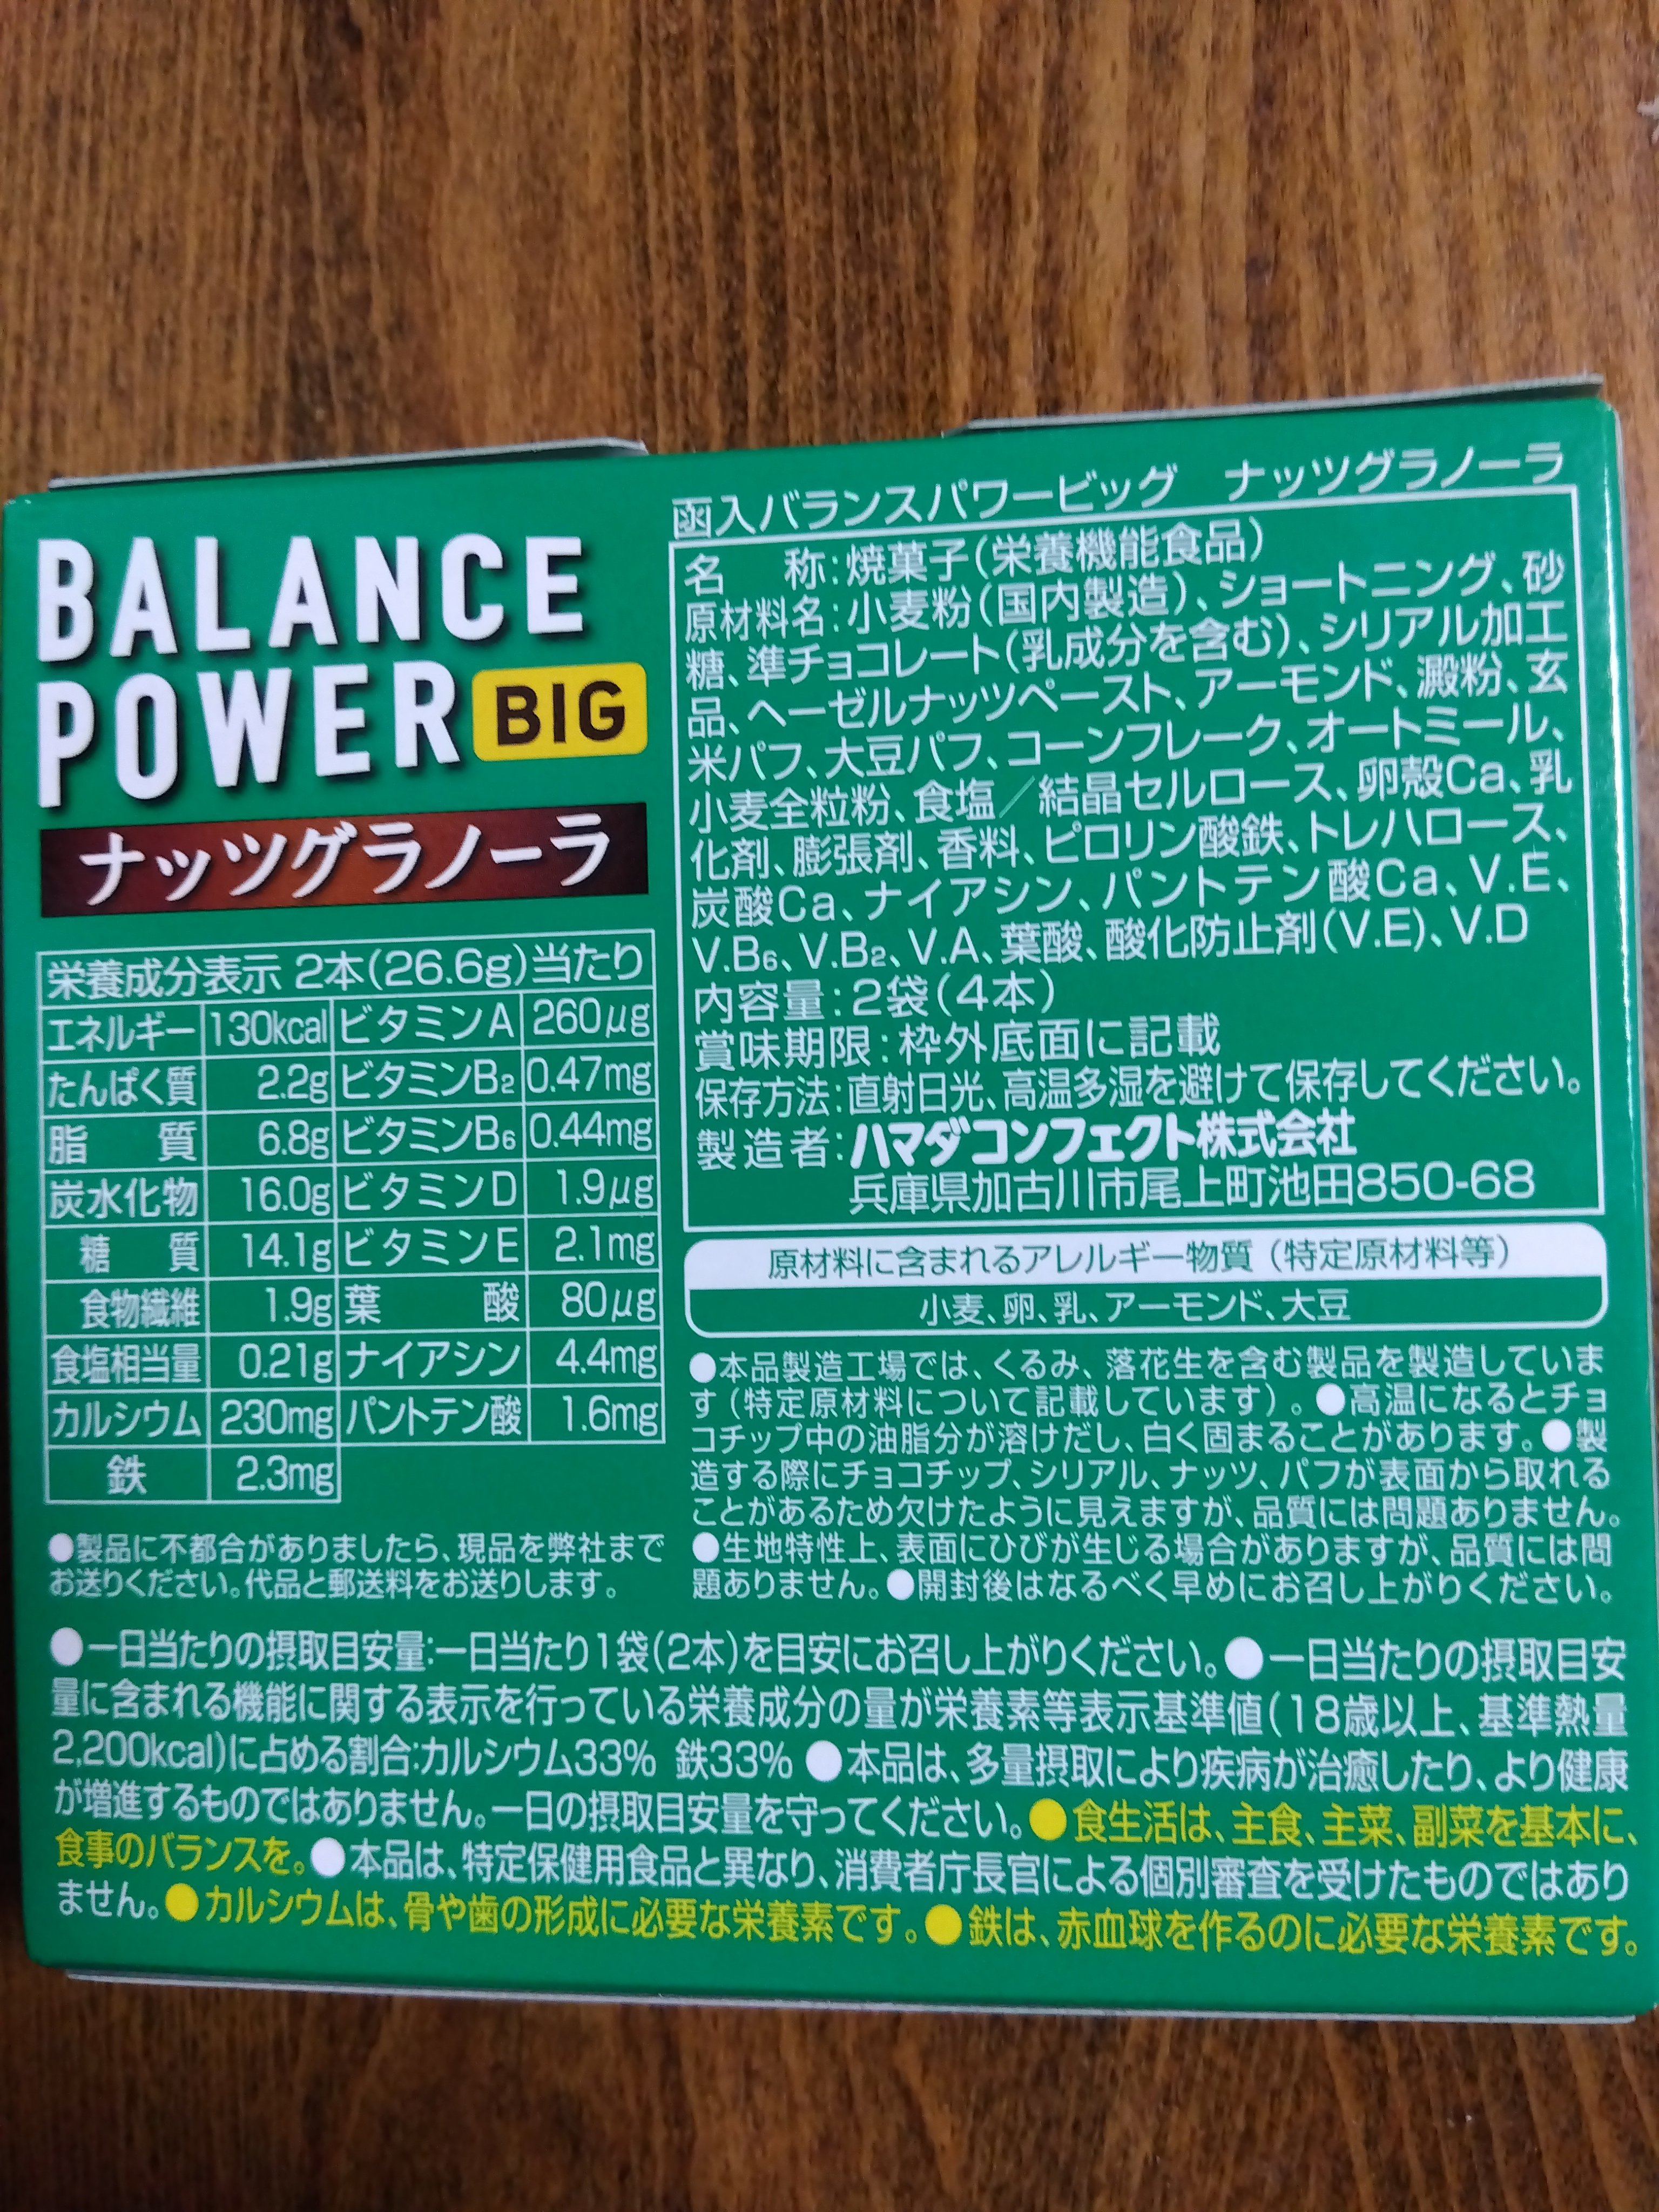 BALANCE
POWER BIG
ナッツグラノーラ
栄養成分表示 2本(26.6g)当たり
エネルギー 130kcal ビタミンA 260μg
たんぱく質 2.2g ビタミンB2 0.47mg
脂質 6.8g ビタミンB6 0.44mg
炭水化物 16.0g ビタミンD 1.9μg
糖質 14.1g ビタミンE 2.1mg
食物繊維 1.9g 葉酸 80μg
食塩相当量 0.21g ナイアシン 4.4mg
カルシウム 230mg パントテン酸 1.6mg
鉄 2.3mg
●製品に不都合がありましたら、現品を弊社まで
お送りください。代品と郵送料をお送りします。
函入バランスパワービッグ ナッツグラノーラ
名称:焼菓子(栄養機能食品)
原材料名:小麦粉(国内製造)、ショートニング、砂
糖、準チョコレート(乳成分を含む)、シリアル加工
品、ヘーゼルナッツペースト、アーモンド、澱粉、玄
米パフ、大豆パフ、コーンフレーク、オートミール、
小麦全粒粉、食塩/結晶セルロース、卵殻Ca、乳
化剤、膨張剤、香料、ピロリン酸鉄、トレハロース、
炭酸Ca、ナイアシン、パントテン酸Ca、V.E、
V.B6、V.B2、V.A、葉酸、酸化防止剤(V.E)、V.D
内容量:2袋(4本)
賞味期限:枠外底面に記載
保存方法:直射日光、高温多湿を避けて保存してください。
製造者:ハマダコンフェクト株式会社
兵庫県加古川市尾上町池田850-68
原材料に含まれるアレルギー物質(特定原材料等)
小麦、卵、乳、アーモンド、大豆
●本品製造工場では、くるみ、落花生を含む製品を製造していま
す(特定原材料について記載しています)。●高温になるとチョ
コチップ中の油脂分が溶けだし、白く固まることがあります。●製
造する際にチョコチップ、シリアル、ナッツ、パフが表面から取れる
ことがあるため欠けたように見えますが、品質には問題ありません。
●生地特性上、表面にひびが生じる場合がありますが、品質には問
題ありません。●開封後はなるべく早めにお召し上がりください。
●一日当たりの摂取目安量:一日当たり1袋(2本)を目安にお召し上がりください。●一日当たりの摂取目安
量に含まれる機能に関する表示を行っている栄養成分の量が栄養素等表示基準値(18歳以上、基準熱量
2,200kcal)に占める割合:カルシウム33% 鉄33% ●本品は、多量摂取により疾病が治癒したり、より健康
が増進するものではありません。一日の摂取目安量を守ってください。●食生活は、主食、主菜、副菜を基本に、
食事のバランスを。●本品は、特定保健用食品と異なり、消費者庁長官による個別審査を受けたものではあり
ません。●カルシウムは、骨や歯の形成に必要な栄養素です。●鉄は、赤血球を作るのに必要な栄養素です。